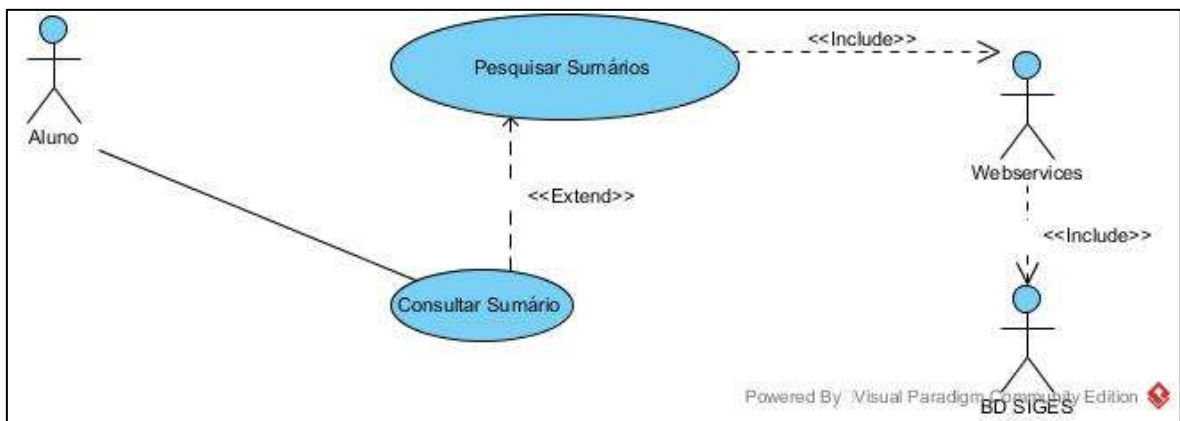 Pesquisar Sumários
<<Include>>
Aluno
Webservices
<<Extend>>
<<Include>>
Consultar Sumário
Powered By Visual Paradigm Community Edition
BD SIGES